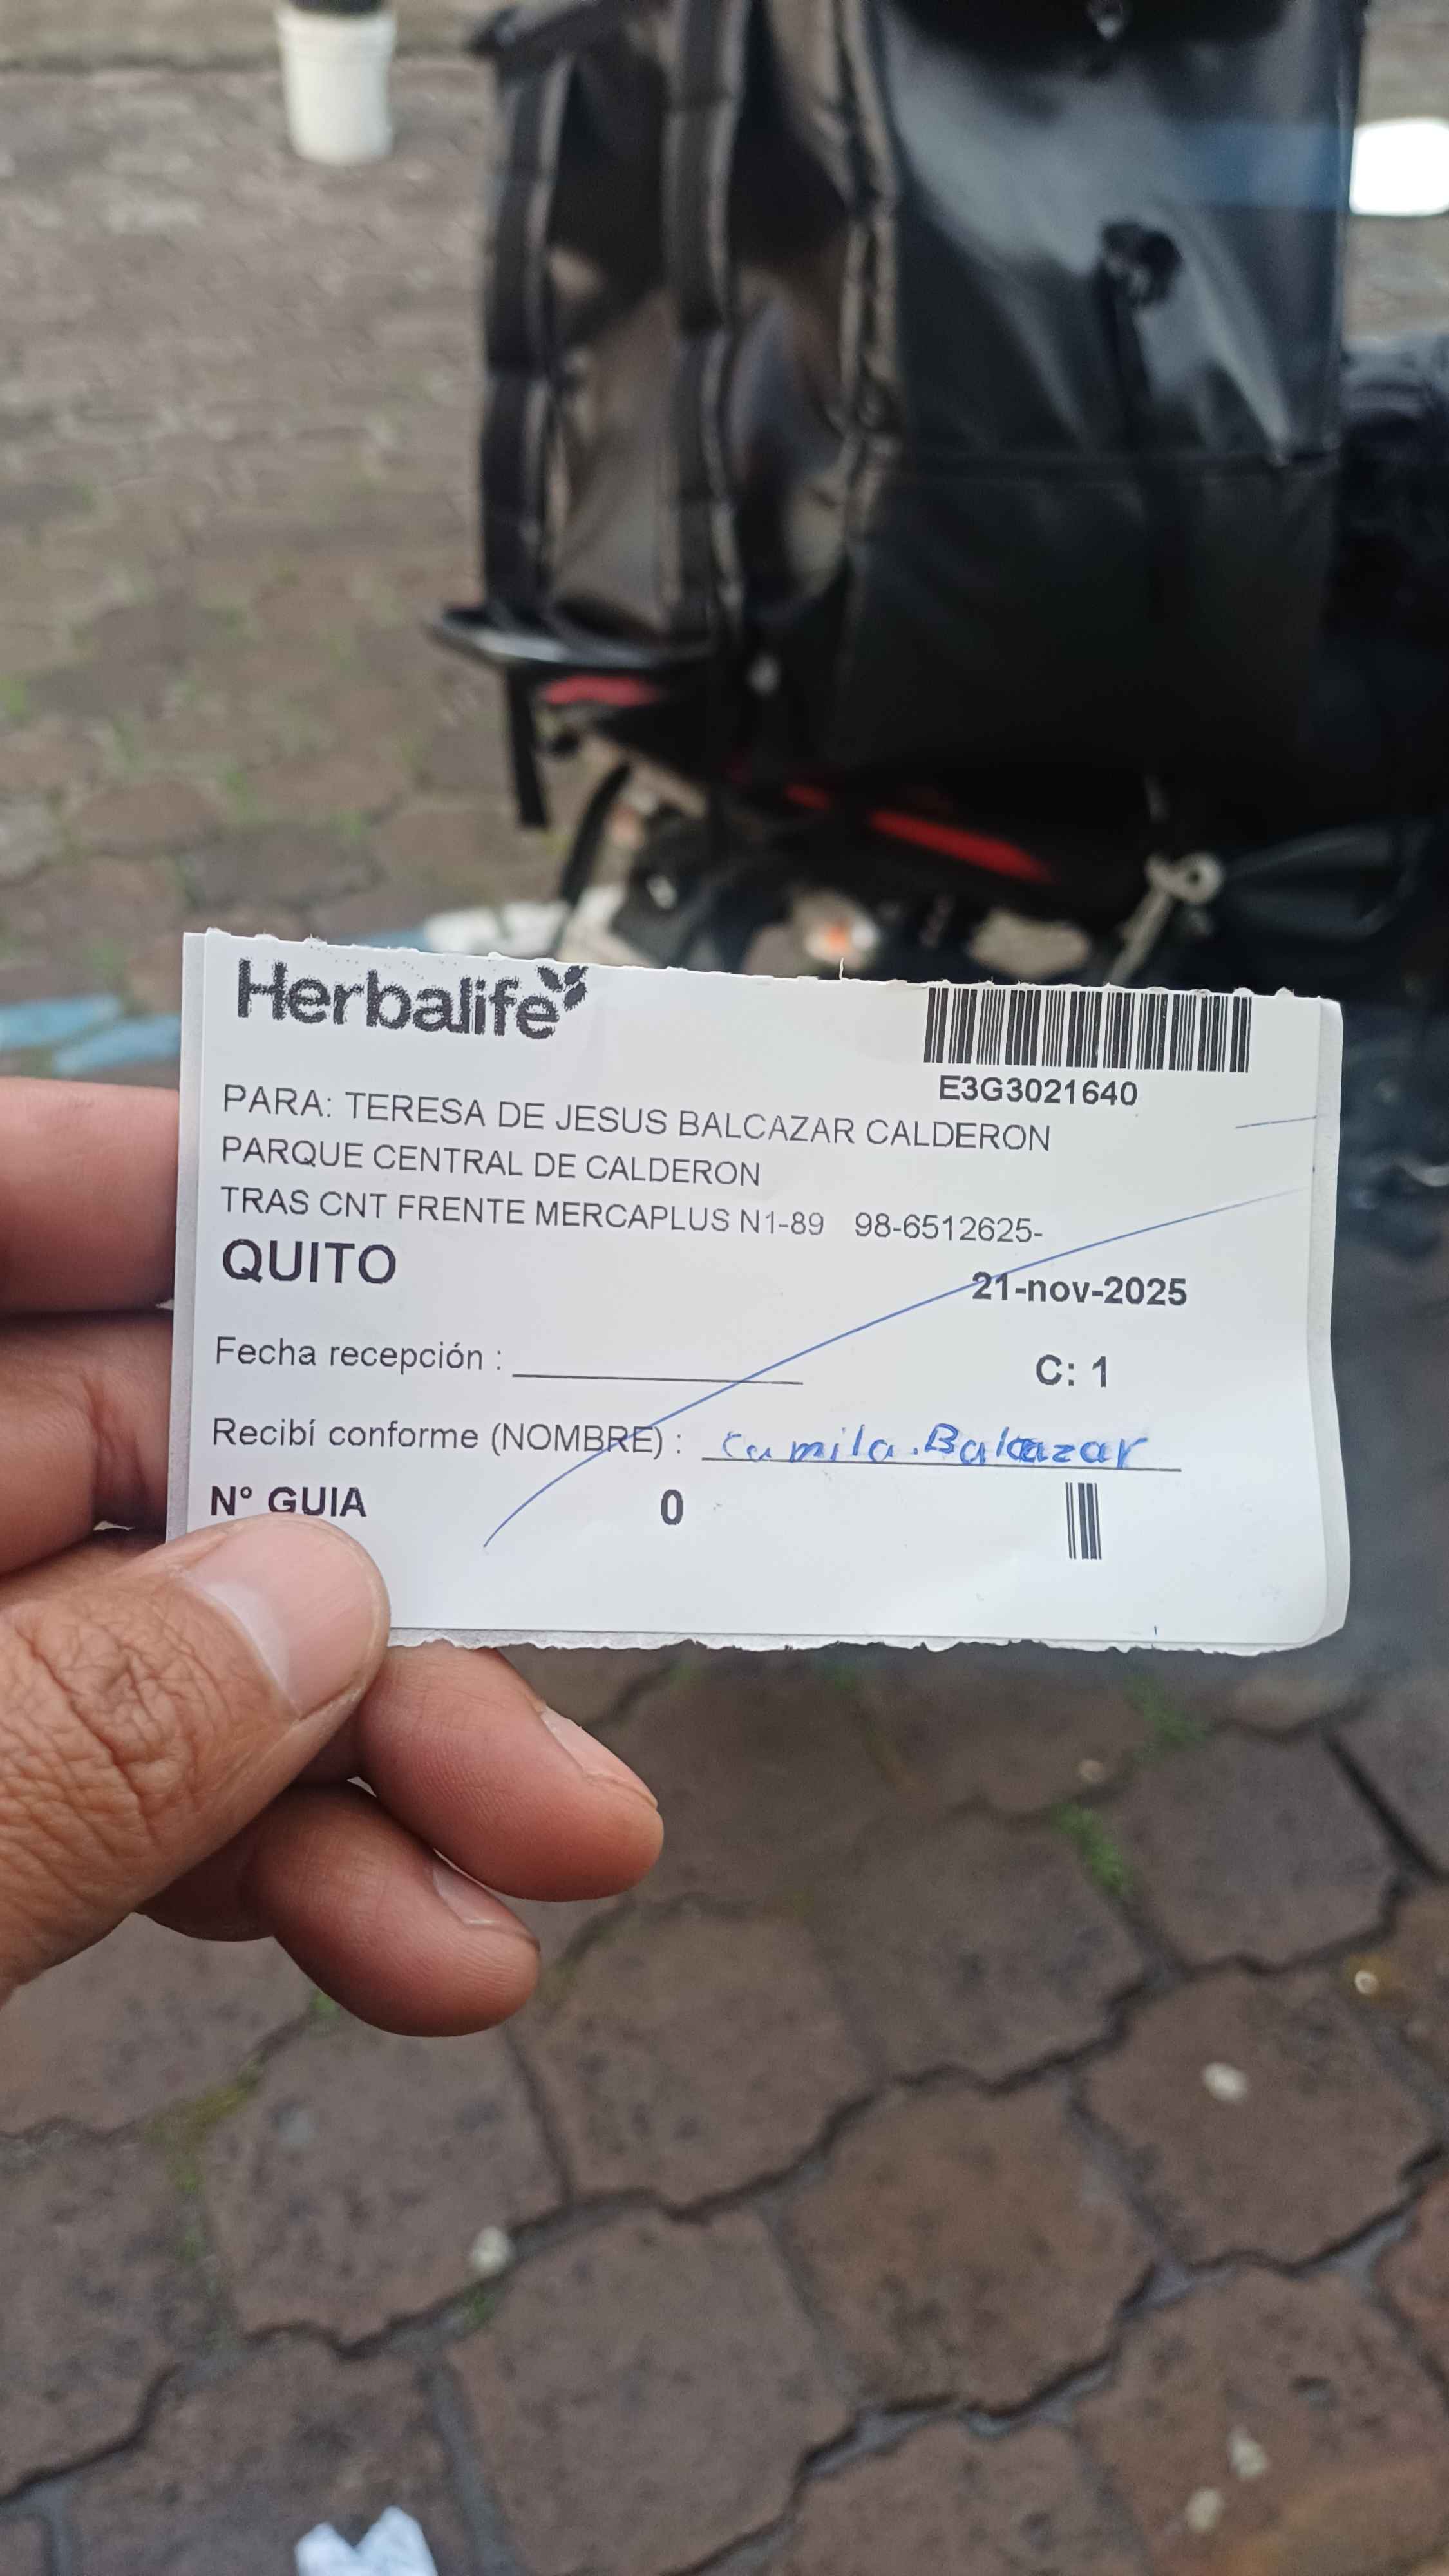 Herbalife
E3G3021640
PARA: TERESA DE JESUS BALCAZAR CALDERON
PARQUE CENTRAL DE CALDERON
TRAS CNT FRENTE MERCAPLUS N1-89 98-6512625-
QUITO
21-nov-2025
Fecha recepción :
C: 1
Recibí conforme (NOMBRE) : Camila.Balcazar
N° GUIA 0